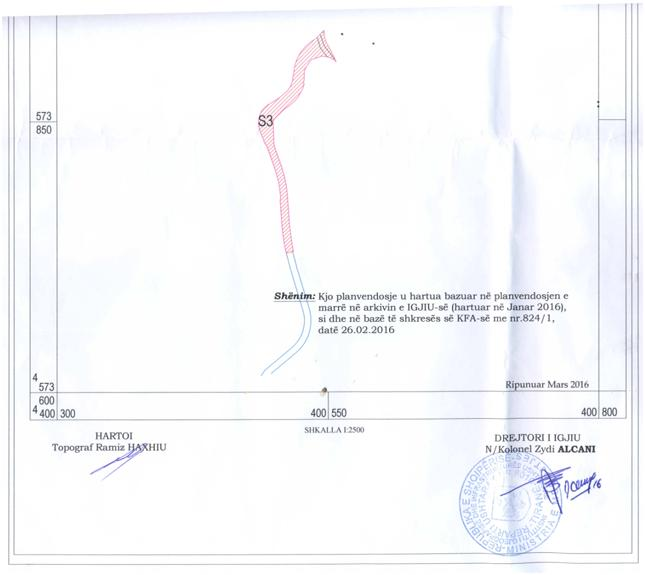 S3
573
850
Shënim: Kjo planvendosje u hartua bazuar në planvendosjen e
marrë në arkivin e IGJIU-së (hartuar në Janar 2016),
si dhe në bazë të shkresës së KFA-së me nr.824/1,
datë 26.02.2016
4
573
600
4
400 300
400 550
400 800
Ripunuar Mars 2016
SHKALLA 1:2500
HARTOI
Topograf Ramiz HAXHIU
DREJTORI I IGJIU
N/Kolonel Zydi ALCANI
REPUBLIKA E SHQIPERISE
MINISTRIA E